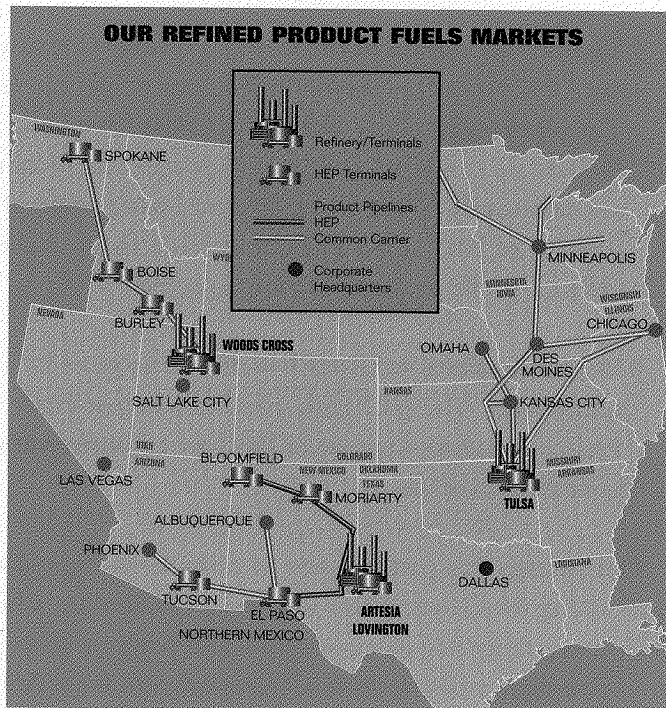 OUR REFINED PRODUCT FUELS MARKETS
Refinery/Terminals
HEP Terminals
Product Pipelines:
HEP
Common Carrier
Corporate
Headquarters
WASHINGTON
SPOKANE
BOISE
BURLEY
NEVADA
WOODS CROSS
SALT LAKE CITY
MINNEAPOLIS
MINNESOTA
IOWA
WISCONSIN
ILLINOIS
CHICAGO
OMAHA
DES
MOINES
KANSAS
KANSAS CITY
UTAH
ARIZONA
COLORADO
NEW MEXICO
OKLAHOMA
TEXAS
MISSOURI
ARKANSAS
TULSA
LAS VEGAS
BLOOMFIELD
MORIARTY
ALBUQUERQUE
PHOENIX
TUCSON
EL PASO
NORTHERN MEXICO
ARTESIA
LOVINGTON
DALLAS
LOUISIANA